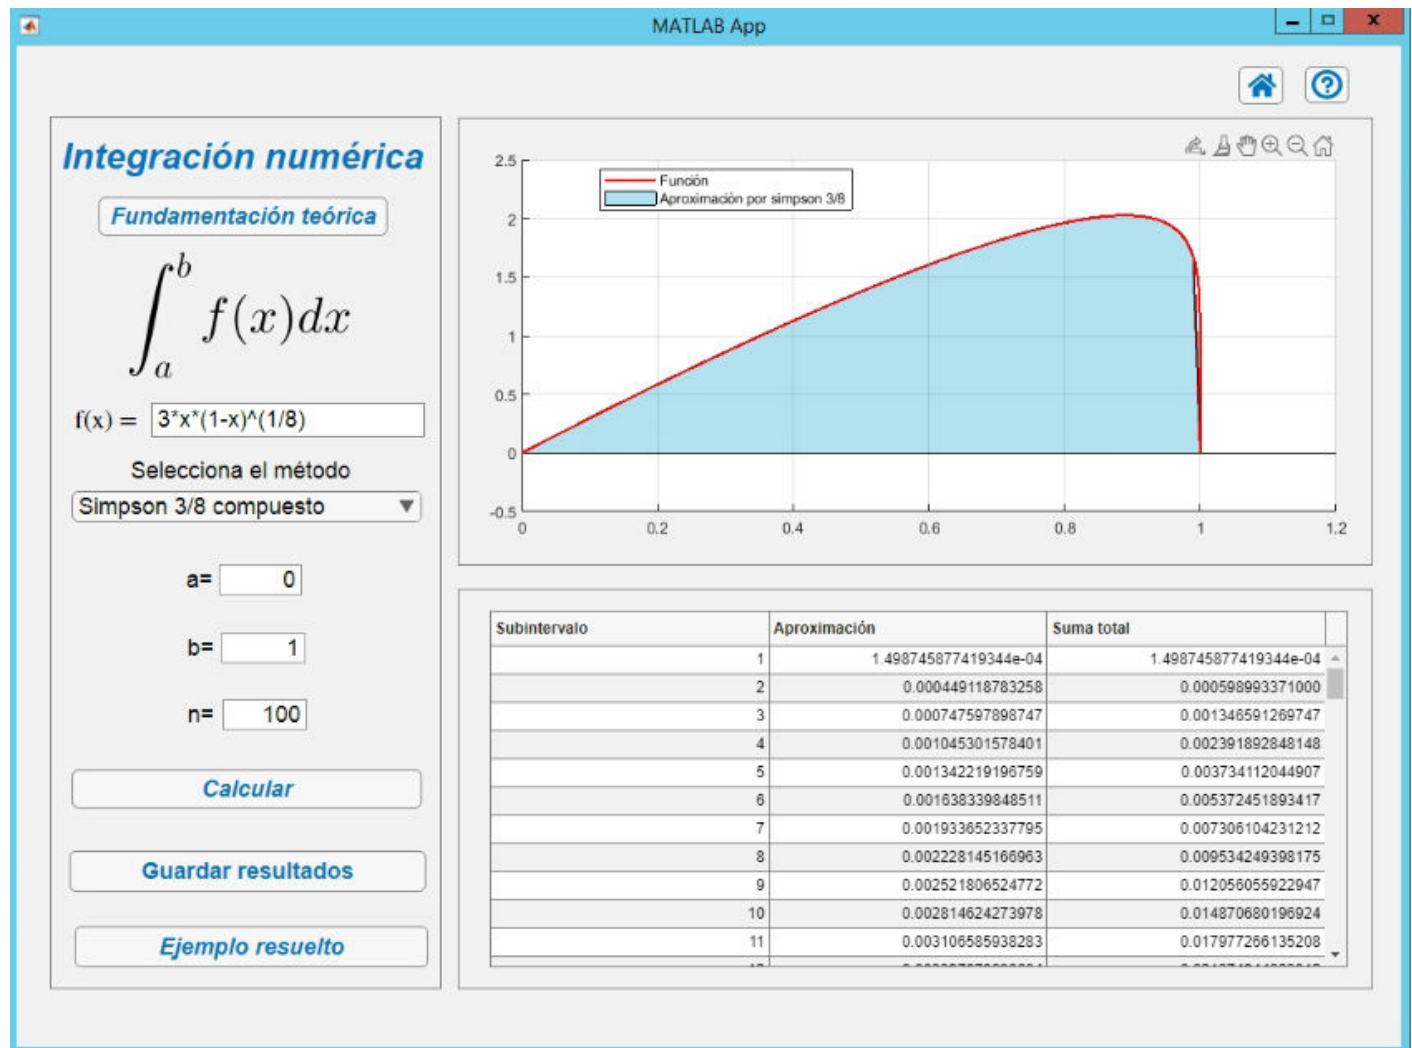 MATLAB App
Integración numérica
Fundamentación teórica
∫_a^b f(x)dx
f(x) = 3*x*(1-x)^(1/8)
Selecciona el método
Simpson 3/8 compuesto
a= 0
b= 1
n= 100
Calcular
Guardar resultados
Ejemplo resuelto
Función
Aproximación por simpson 3/8
2.5
2
1.5
1
0.5
0
-0.5
0 0.2 0.4 0.6 0.8 1 1.2
Subintervalo Aproximación Suma total
1 1.498745877419344e-04 1.498745877419344e-04
2 0.000449118783258 0.000598993371000
3 0.000747597898747 0.001346591269747
4 0.001045301578401 0.002391892848148
5 0.001342219196759 0.003734112044907
6 0.001638339848511 0.005372451893417
7 0.001933652337795 0.007306104231212
8 0.002228145166963 0.009534249398175
9 0.002521806524772 0.012056055922947
10 0.002814624273978 0.014870680196924
11 0.003106585938283 0.017977266135208